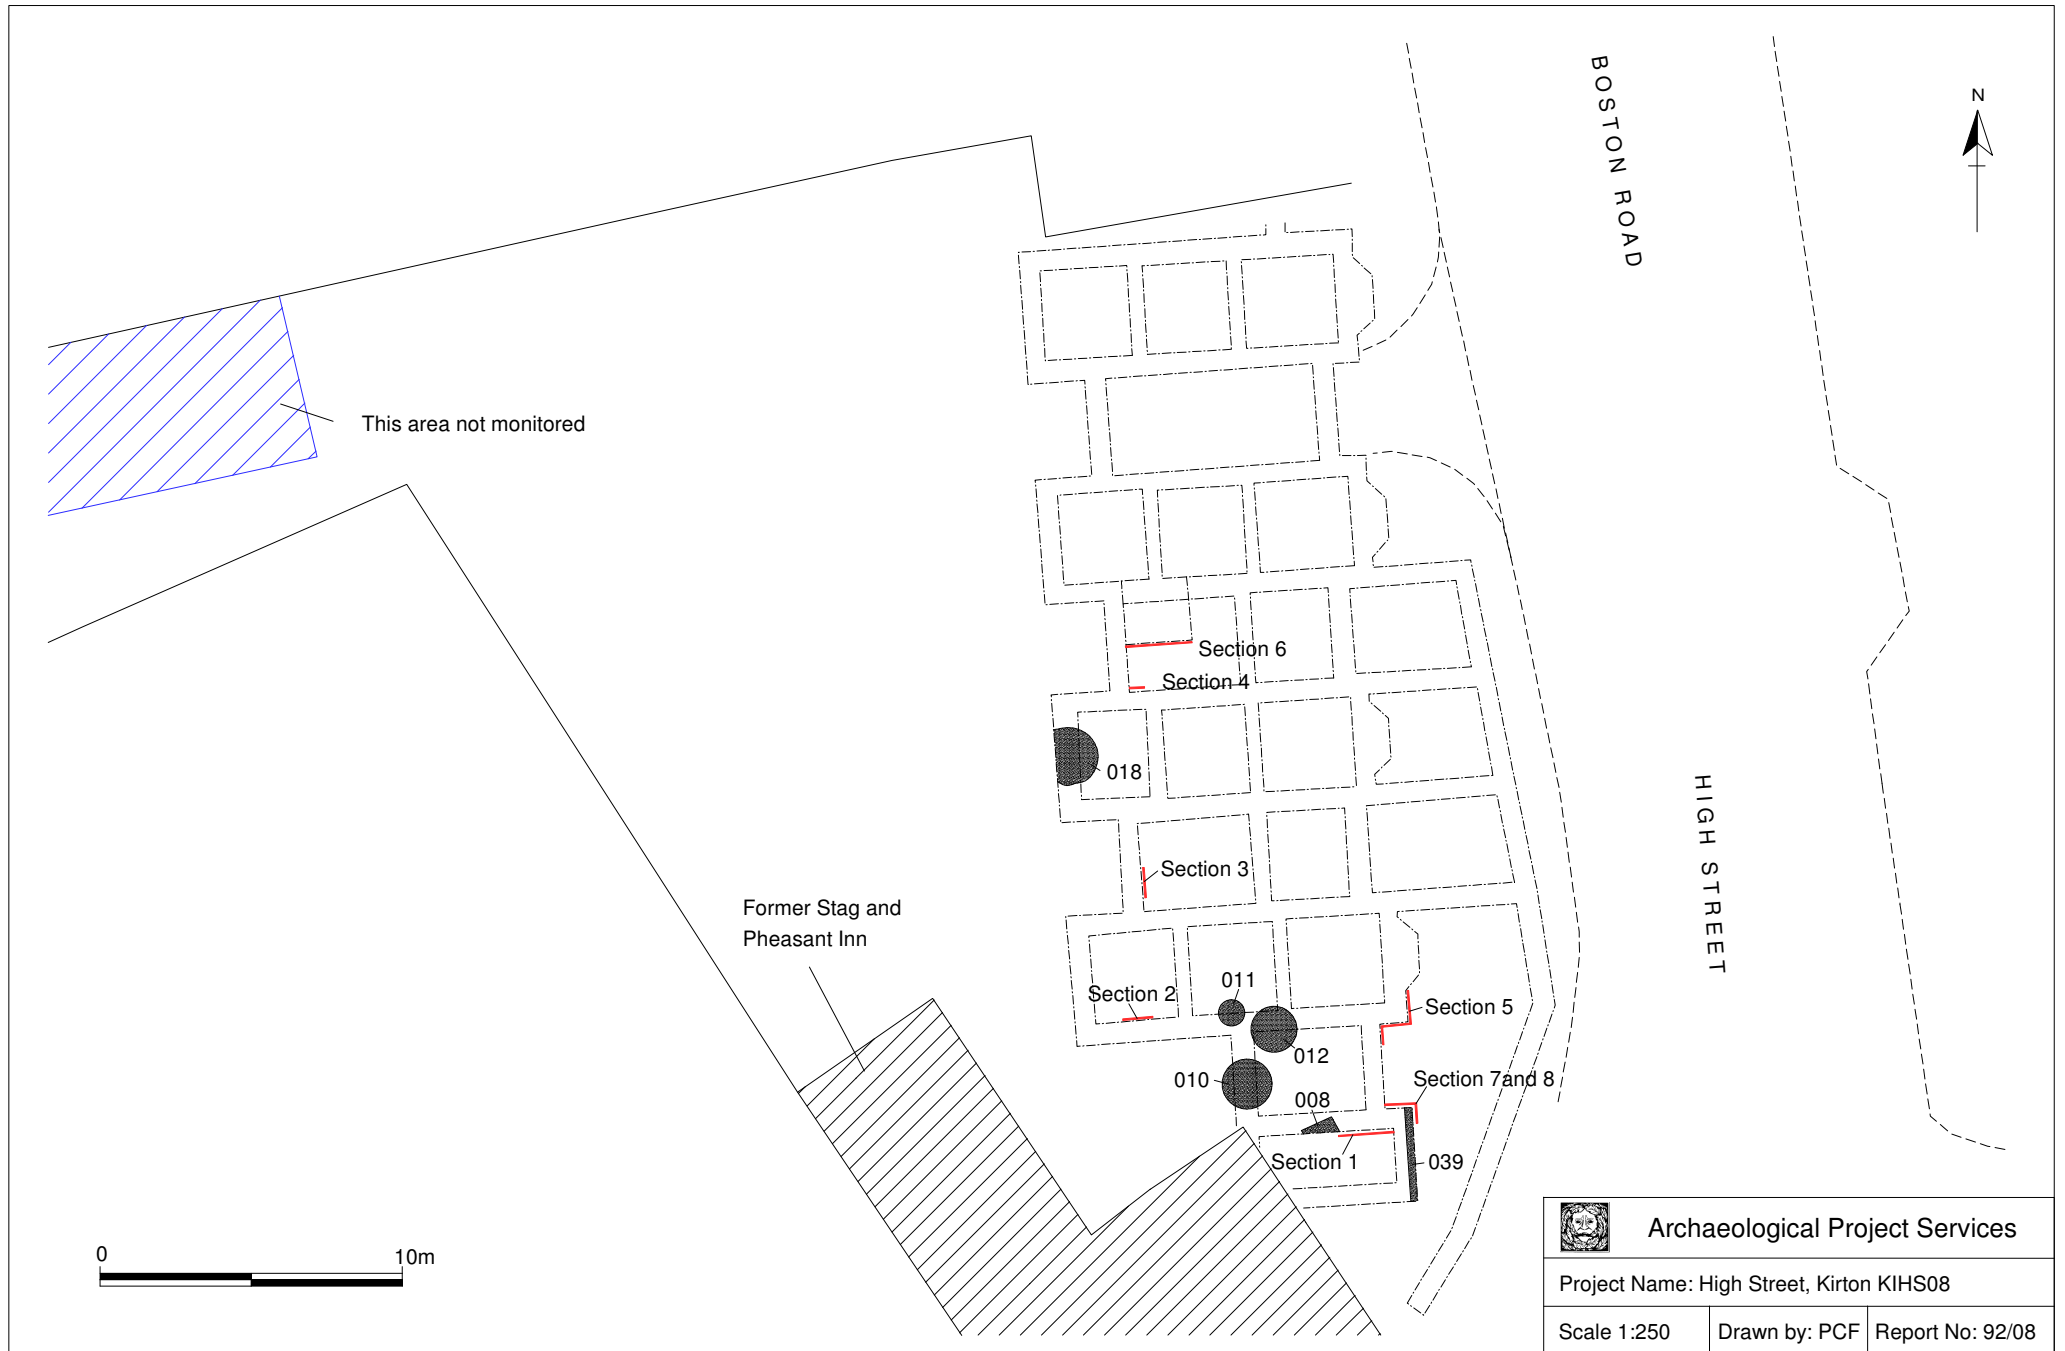 BOSTON ROAD
N
This area not monitored
Section 6
Section 4
018
HIGH STREET
Section 3
Former Stag and
Pheasant Inn
011
Section 2
Section 5
012
010
Section 7and 8
008
Section 1
039
0
10m
Archaeological Project Services
Project Name: High Street, Kirton KIHS08
Scale 1:250
Drawn by: PCF
Report No: 92/08